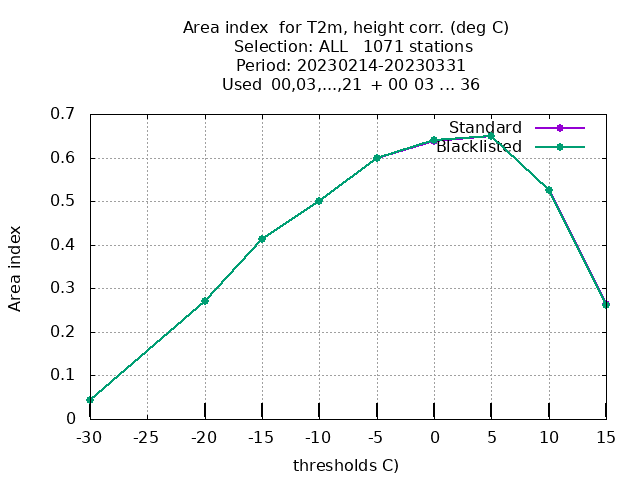 Area index  for T2m, height corr. (deg C)
Selection: ALL   1071 stations
Period: 20230214-20230331
Used  00,03,...,21  + 00 03 ... 36
Standard
Blacklisted
0.7
0.6
0.5
0.4
0.3
0.2
0.1
0
Area index
-30 -25 -20 -15 -10 -5 0 5 10 15
thresholds C)